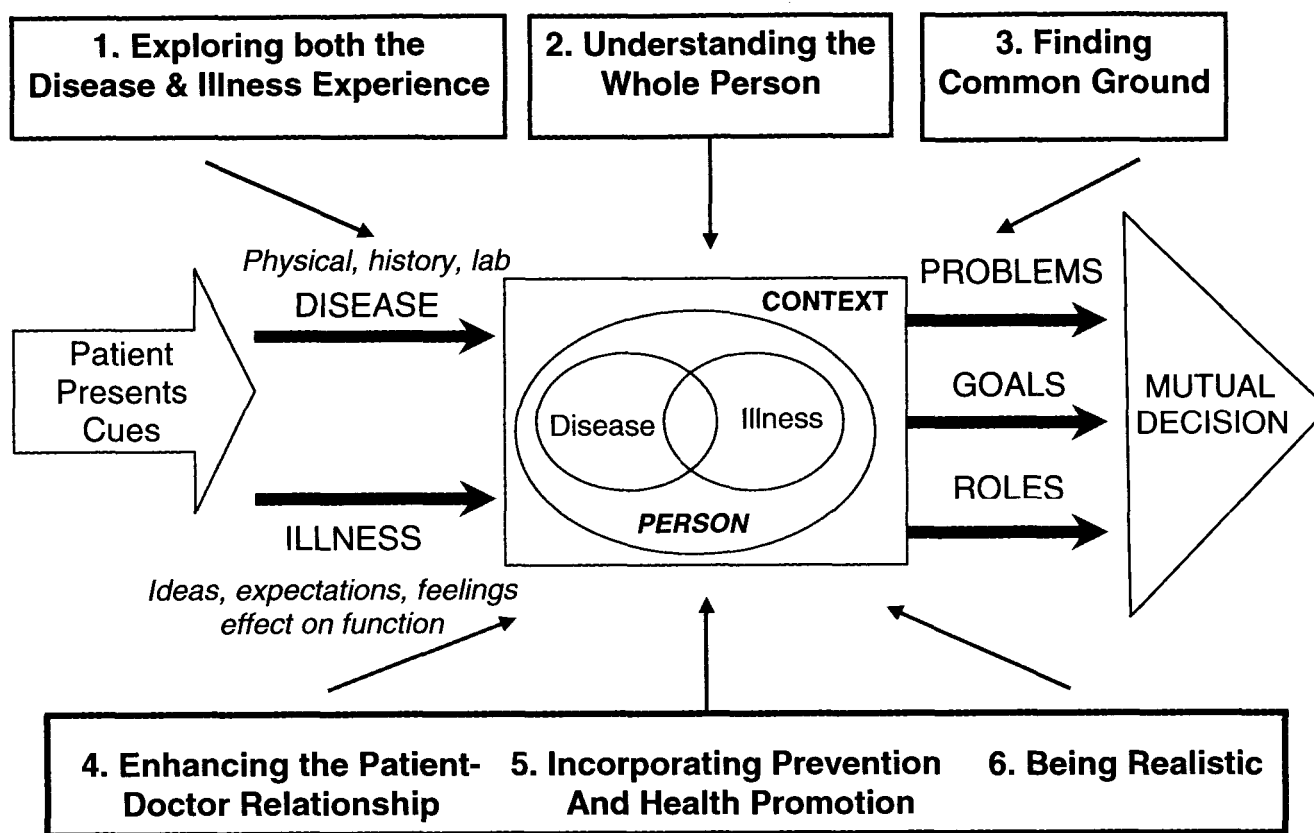 1. Exploring both the
Disease & Illness Experience
2. Understanding the
Whole Person
3. Finding
Common Ground
Physical, history, lab
DISEASE
Patient
Presents
Cues
ILLNESS
Ideas, expectations, feelings
effect on function
CONTEXT
Disease
Illness
PERSON
PROBLEMS
GOALS
ROLES
MUTUAL
DECISION
4. Enhancing the Patient-
Doctor Relationship
5. Incorporating Prevention
And Health Promotion
6. Being Realistic